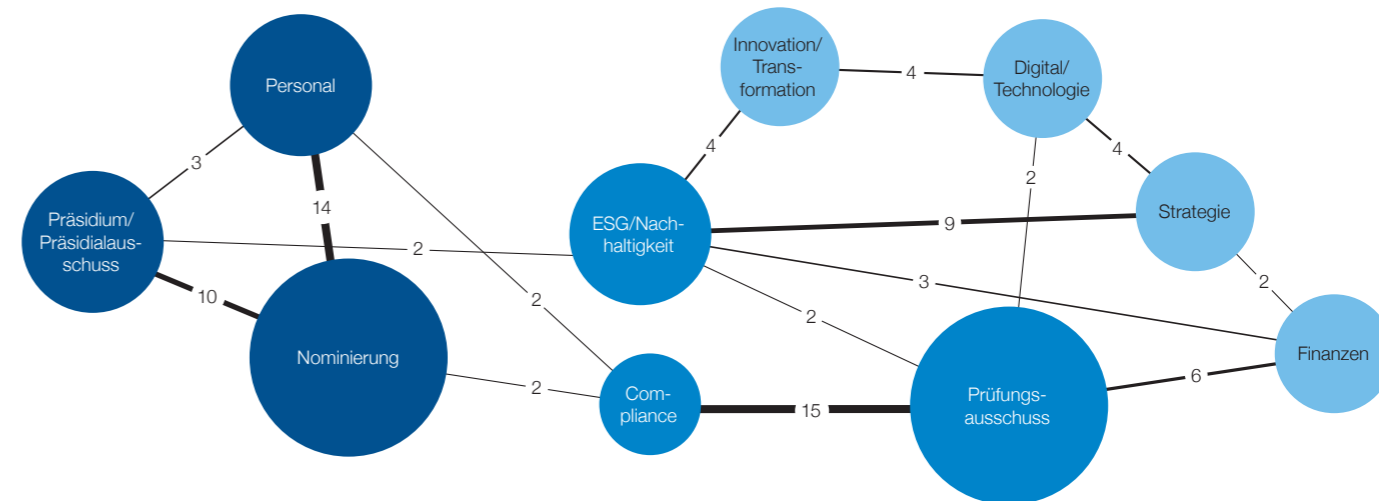 Innovation/
Trans-
formation
4
Digital/
Technologie
Personal
3
4
4
14
2
Präsidium/
Präsidialaus-
schuss
ESG/Nach-
haltigkeit
9
Strategie
2
10
2
3
2
2
Nominierung
2
Com-
pliance
15
Prüfungs-
ausschuss
6
Finanzen